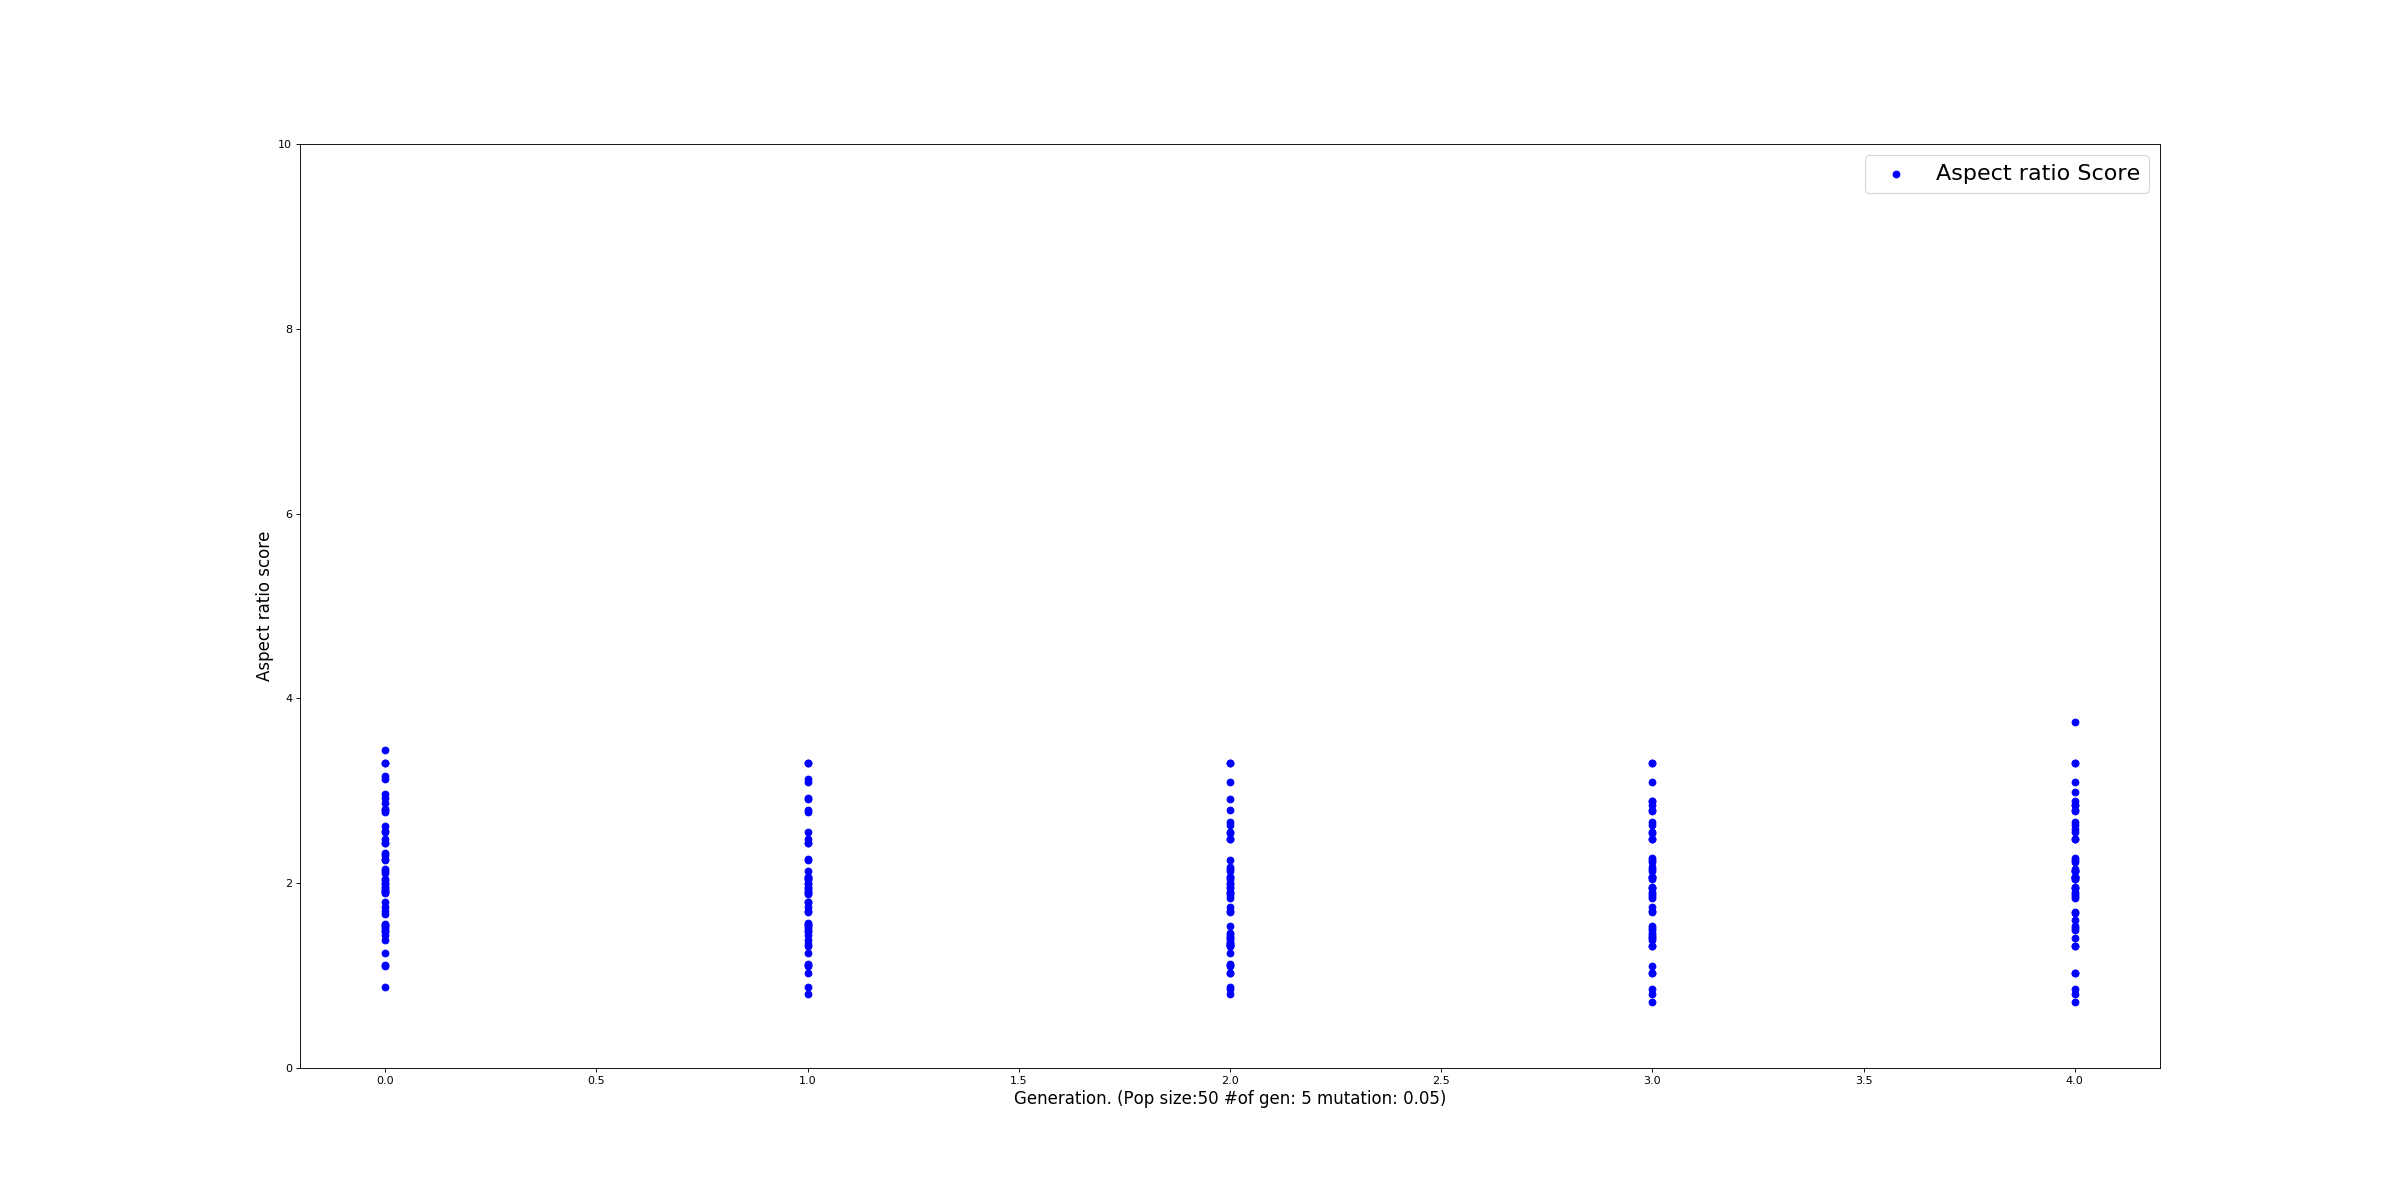 Aspect ratio Score
10
8
6
4
2
0
Aspect ratio score
0.0 0.5 1.0 1.5 2.0 2.5 3.0 3.5 4.0
Generation. (Pop size:50 #of gen: 5 mutation: 0.05)